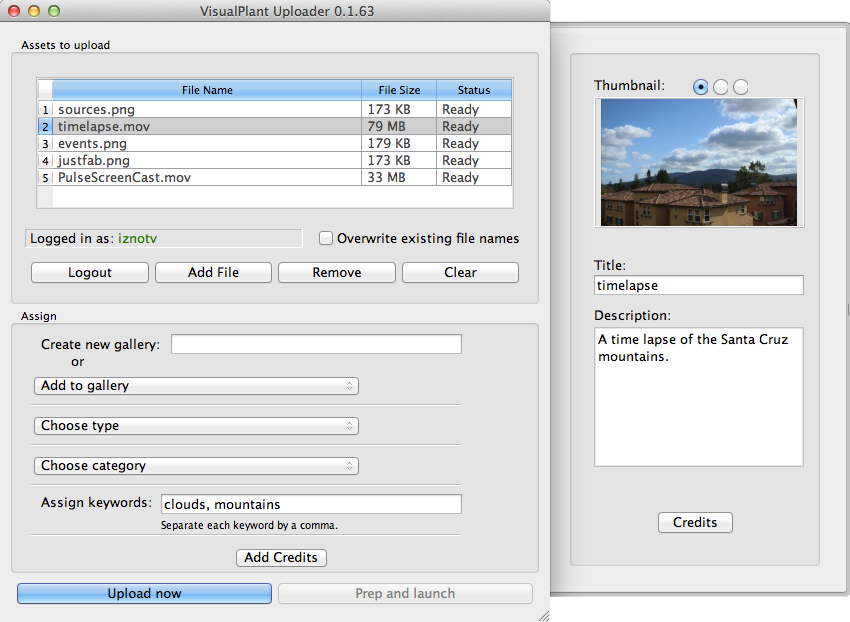 VisualPlant Uploader 0.1.63
Assets to upload
File Name File Size Status
1 sources.png 173 KB Ready
2 timelapse.mov 79 MB Ready
3 events.png 179 KB Ready
4 justfab.png 173 KB Ready
5 PulseScreenCast.mov 33 MB Ready
Logged in as: iznotv
Overwrite existing file names
Logout Add File Remove Clear
Assign
Create new gallery:
or
Add to gallery
Choose type
Choose category
Assign keywords: clouds, mountains
Separate each keyword by a comma.
Add Credits
Upload now Prep and launch
Thumbnail:
Title:
timelapse
Description:
A time lapse of the Santa Cruz
mountains.
Credits